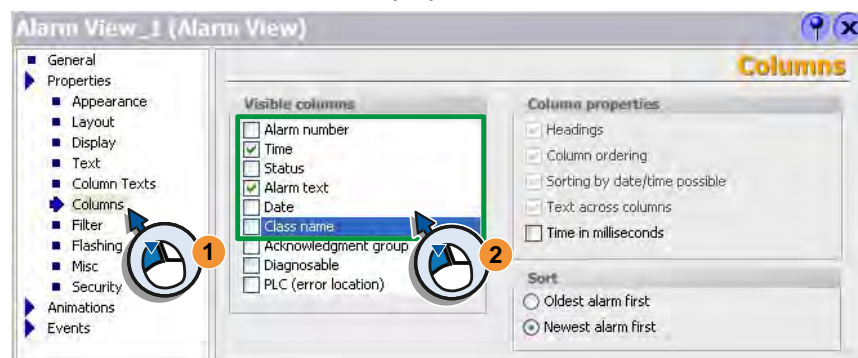 Alarm View_1 (Alarm View)
General
Properties
Appearance
Layout
Display
Text
Column Texts
Columns
Filter
Flashing
Misc
Security
Animations
Events
1
Columns
Visible columns
Alarm number
Time
Status
Alarm text
Date
Class name
Acknowledgment group
Diagnosable
PLC (error location)
2
Column properties
Headings
Column ordering
Sorting by date/time possible
Text across columns
Time in milliseconds
Sort
Oldest alarm first
Newest alarm first